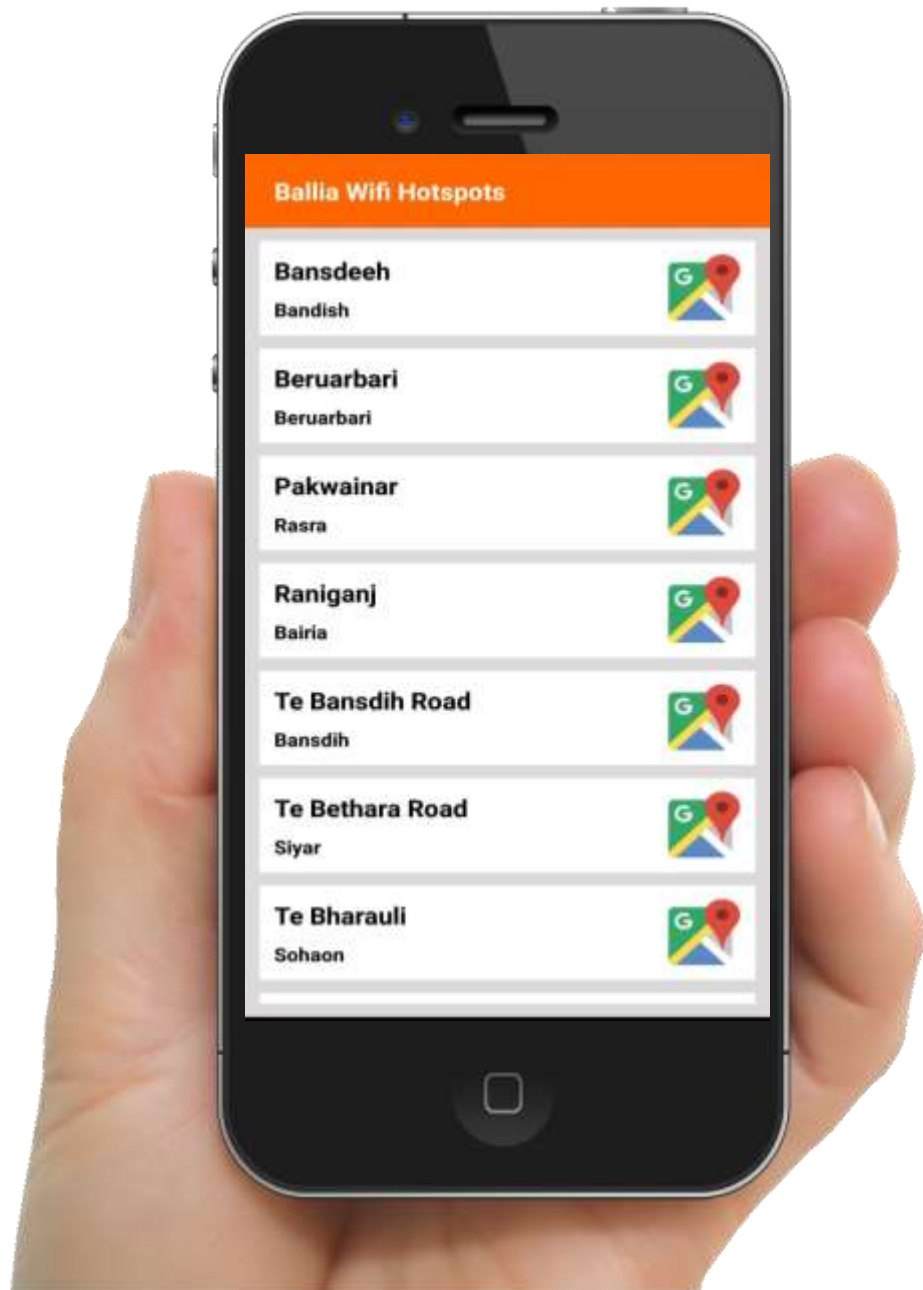 Ballia Wifi Hotspots
Bansdeeh
Bandish
G
Beruarbari
Beruarbari
G
Pakwainar
Rasra
G
Raniganj
Bairia
G
Te Bansdih Road
Bansdih
G
Te Bethara Road
Siyar
G
Te Bharauli
Sohaon
G